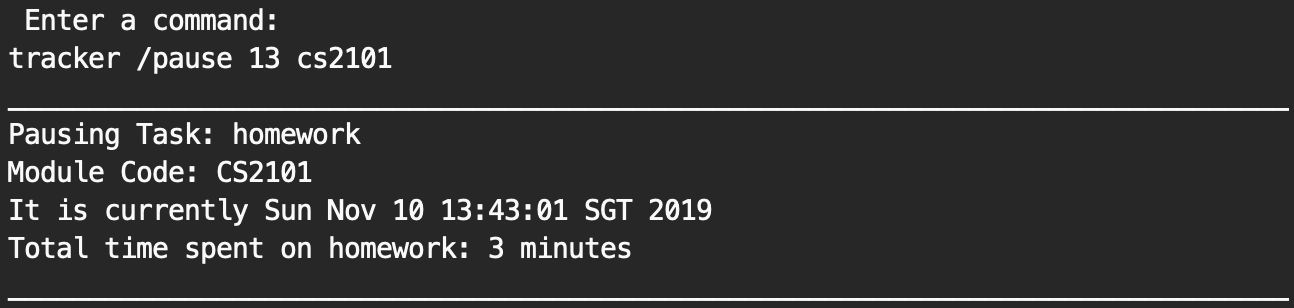 Enter a command:
tracker /pause 13 cs2101
Pausing Task: homework
Module Code: CS2101
It is currently Sun Nov 10 13:43:01 SGT 2019
Total time spent on homework: 3 minutes